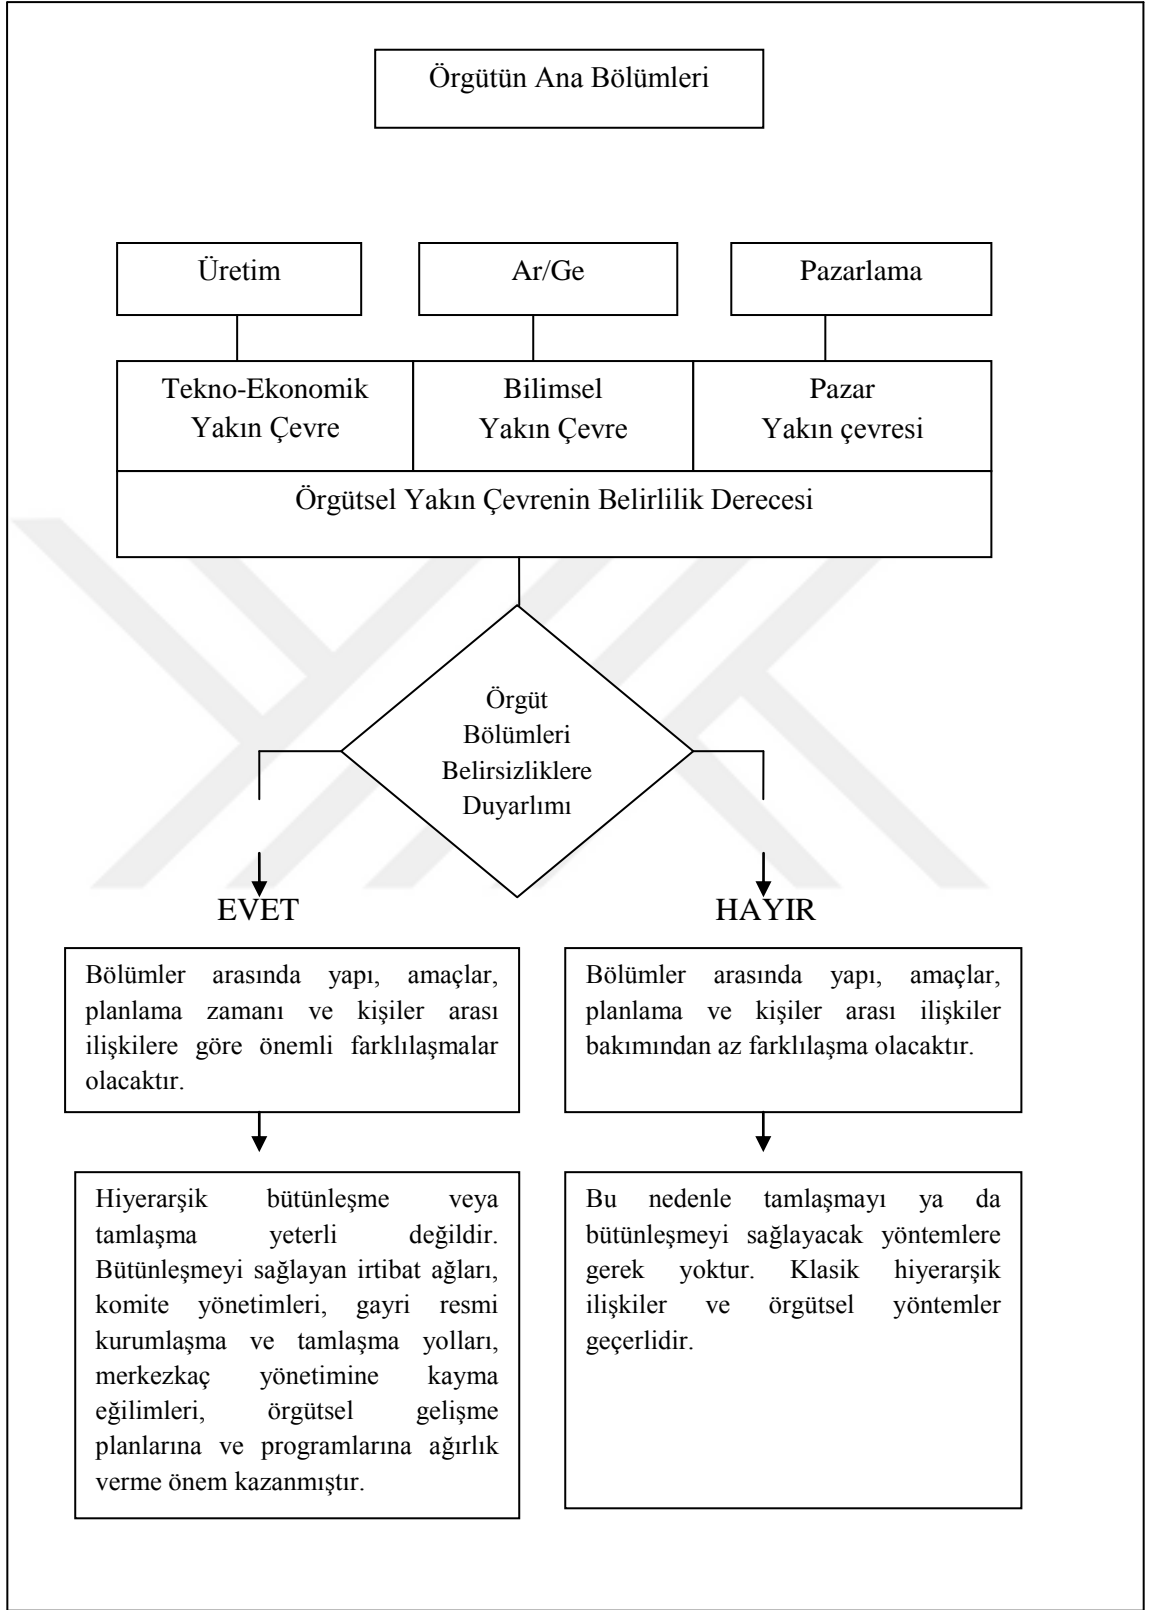 Örgütün Ana Bölümleri
Üretim
Ar/Ge
Pazarlama
Tekno-Ekonomik
Yakın Çevre
Bilimsel
Yakın Çevre
Pazar
Yakın çevresi
Örgütsel Yakın Çevrenin Belirlilik Derecesi
Örgüt
Bölümleri
Belirsizliklere
Duyarlımı
EVET
Bölümler arasında yapı, amaçlar,
planlama zamanı ve kişiler arası
ilişkilere göre önemli farklılaşmalar
olacaktır.
Hiyerarşik bütünleşme veya
tamlaşma yeterli değildir.
Bütünleşmeyi sağlayan irtibat ağları,
komite yönetimleri, gayri resmi
kurumlaşma ve tamlaşma yolları,
merkezkaç yönetimine kayma
eğilimleri, örgütsel gelişme
planlarına ve programlarına ağırlık
verme önem kazanmıştır.
HAYIR
Bölümler arasında yapı, amaçlar,
planlama ve kişiler arası ilişkiler
bakımından az farklılaşma olacaktır.
Bu nedenle tamlaşmayı ya da
bütünleşmeyi sağlayacak yöntemlere
gerek yoktur. Klasik hiyerarşik
ilişkiler ve örgütsel yöntemler
geçerlidir.